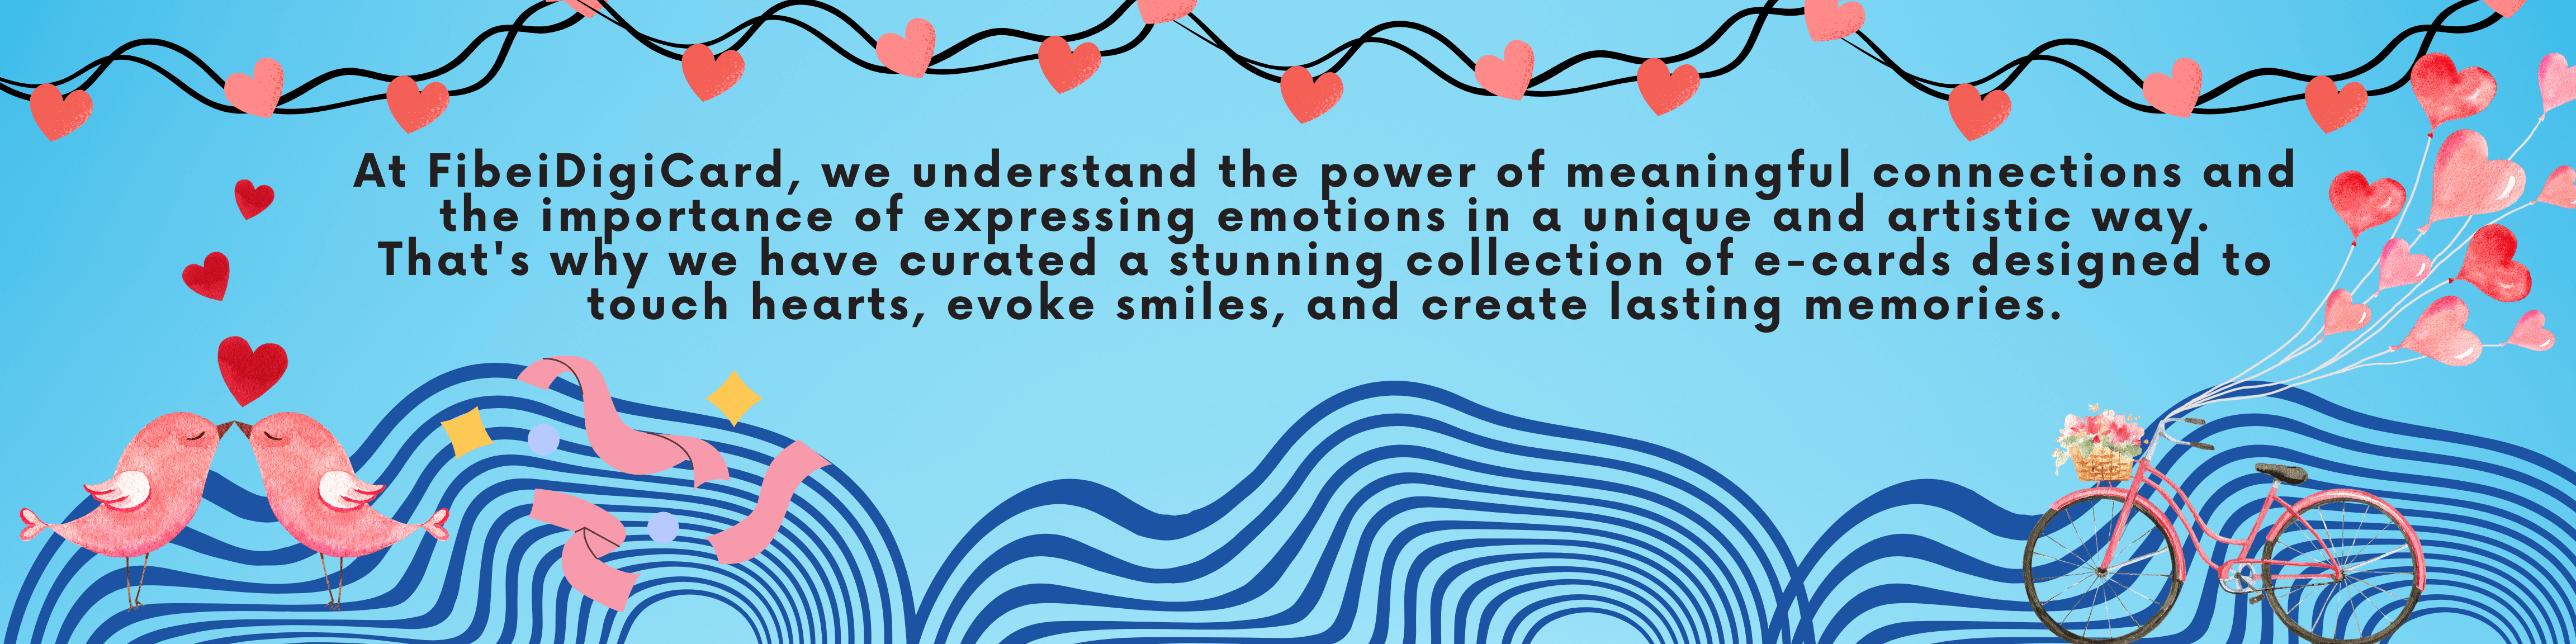 At FibeiDigiCard, we understand the power of meaningful connections and
the importance of expressing emotions in a unique and artistic way.
That's why we have curated a stunning collection of e-cards designed to
touch hearts, evoke smiles, and create lasting memories.